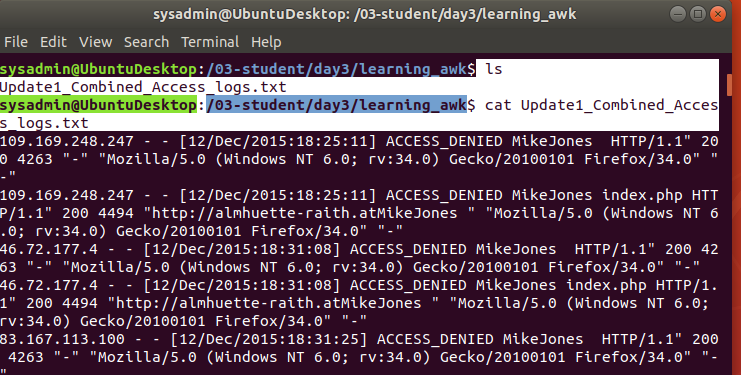 sysadmin@UbuntuDesktop: /03-student/day3/learning_awk
File Edit View Search Terminal Help
sysadmin@UbuntuDesktop:/03-student/day3/learning_awk$ ls
Update1_Combined_Access_logs.txt
sysadmin@UbuntuDesktop:/03-student/day3/learning_awk$ cat Update1_Combined_Acces
s_logs.txt
109.169.248.247 - - [12/Dec/2015:18:25:11] ACCESS_DENIED MikeJones  HTTP/1.1" 20
0 4263 "-" "Mozilla/5.0 (Windows NT 6.0; rv:34.0) Gecko/20100101 Firefox/34.0" "
-"
109.169.248.247 - - [12/Dec/2015:18:25:11] ACCESS_DENIED MikeJones index.php HTT
P/1.1" 200 4494 "http://almhuette-raith.atMikeJones " "Mozilla/5.0 (Windows NT 6
.0; rv:34.0) Gecko/20100101 Firefox/34.0" "-"
46.72.177.4 - - [12/Dec/2015:18:31:08] ACCESS_DENIED MikeJones  HTTP/1.1" 200 42
63 "-" "Mozilla/5.0 (Windows NT 6.0; rv:34.0) Gecko/20100101 Firefox/34.0" "-"
46.72.177.4 - - [12/Dec/2015:18:31:08] ACCESS_DENIED MikeJones index.php HTTP/1.
1" 200 4494 "http://almhuette-raith.atMikeJones " "Mozilla/5.0 (Windows NT 6.0;
rv:34.0) Gecko/20100101 Firefox/34.0" "-"
83.167.113.100 - - [12/Dec/2015:18:31:25] ACCESS_DENIED MikeJones  HTTP/1.1" 200
 4263 "-" "Mozilla/5.0 (Windows NT 6.0; rv:34.0) Gecko/20100101 Firefox/34.0" "-
"